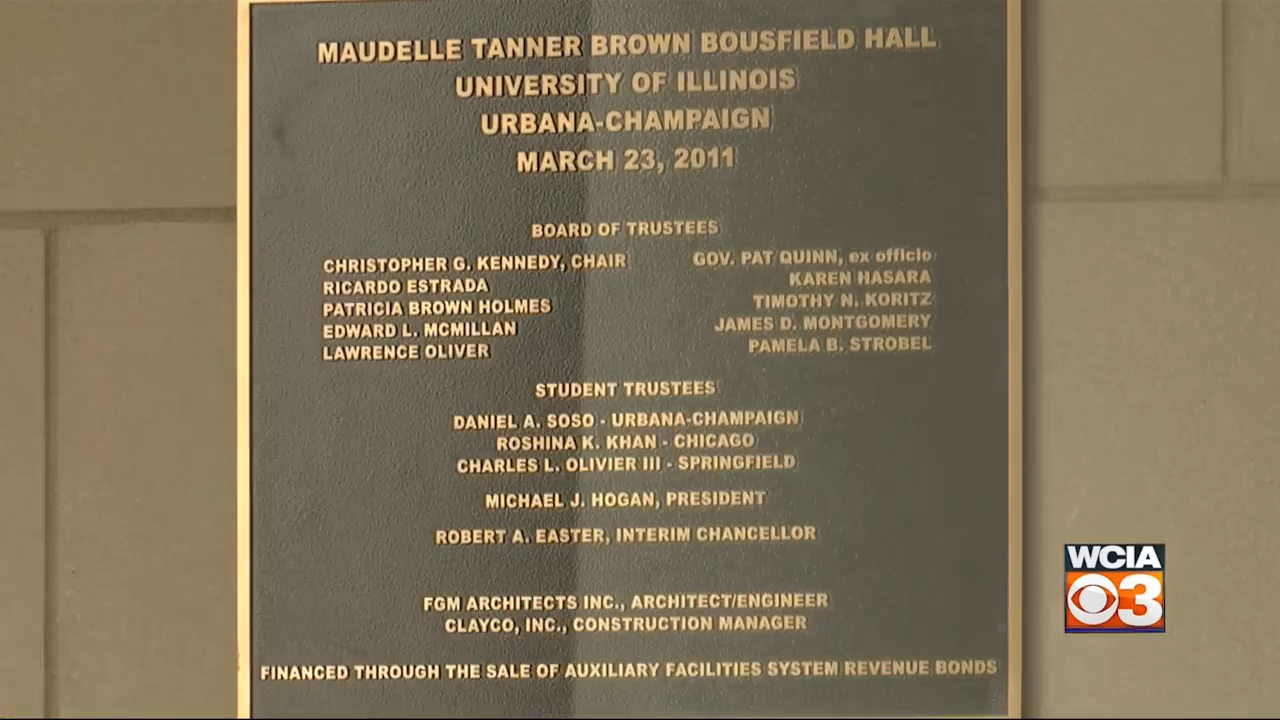 MAUDELLE TANNER BROWN BOUSFIELD HALL
UNIVERSITY OF ILLINOIS
URBANA-CHAMPAIGN
MARCH 23, 2011
BOARD OF TRUSTEES
CHRISTOPHER G. KENNEDY, CHAIR
RICARDO ESTRADA
PATRICIA BROWN HOLMES
EDWARD L. MCMILLAN
LAWRENCE OLIVER
GOV. PAT QUINN, ex officio
KAREN HASARA
TIMOTHY N. KORITZ
JAMES D. MONTGOMERY
PAMELA B. STROBEL
STUDENT TRUSTEES
DANIEL A. SOSO - URBANA-CHAMPAIGN
ROSHINA K. KHAN - CHICAGO
CHARLES L. OLIVIER III - SPRINGFIELD
MICHAEL J. HOGAN, PRESIDENT
ROBERT A. EASTER, INTERIM CHANCELLOR
FGM ARCHITECTS INC., ARCHITECT/ENGINEER
CLAYCO, INC., CONSTRUCTION MANAGER
FINANCED THROUGH THE SALE OF AUXILIARY FACILITIES SYSTEM REVENUE BONDS
WCIA
3